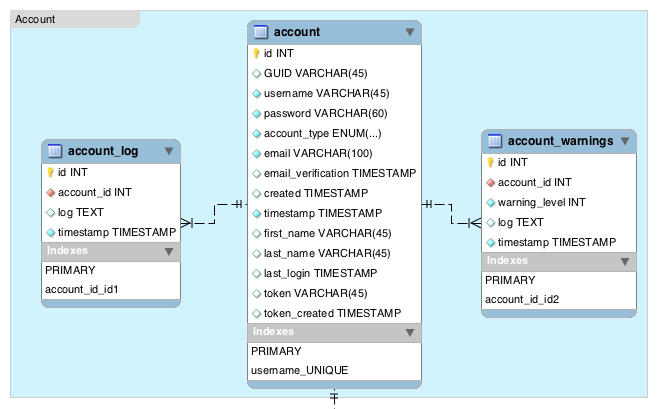 Account
account
id INT
GUID VARCHAR(45)
username VARCHAR(45)
password VARCHAR(60)
account_type ENUM(...)
email VARCHAR(100)
email_verification TIMESTAMP
created TIMESTAMP
timestamp TIMESTAMP
first_name VARCHAR(45)
last_name VARCHAR(45)
last_login TIMESTAMP
token VARCHAR(45)
token_created TIMESTAMP
Indexes
PRIMARY
username_UNIQUE
account_log
id INT
account_id INT
log TEXT
timestamp TIMESTAMP
Indexes
PRIMARY
account_id_id1
account_warnings
id INT
account_id INT
warning_level INT
log TEXT
timestamp TIMESTAMP
Indexes
PRIMARY
account_id_id2